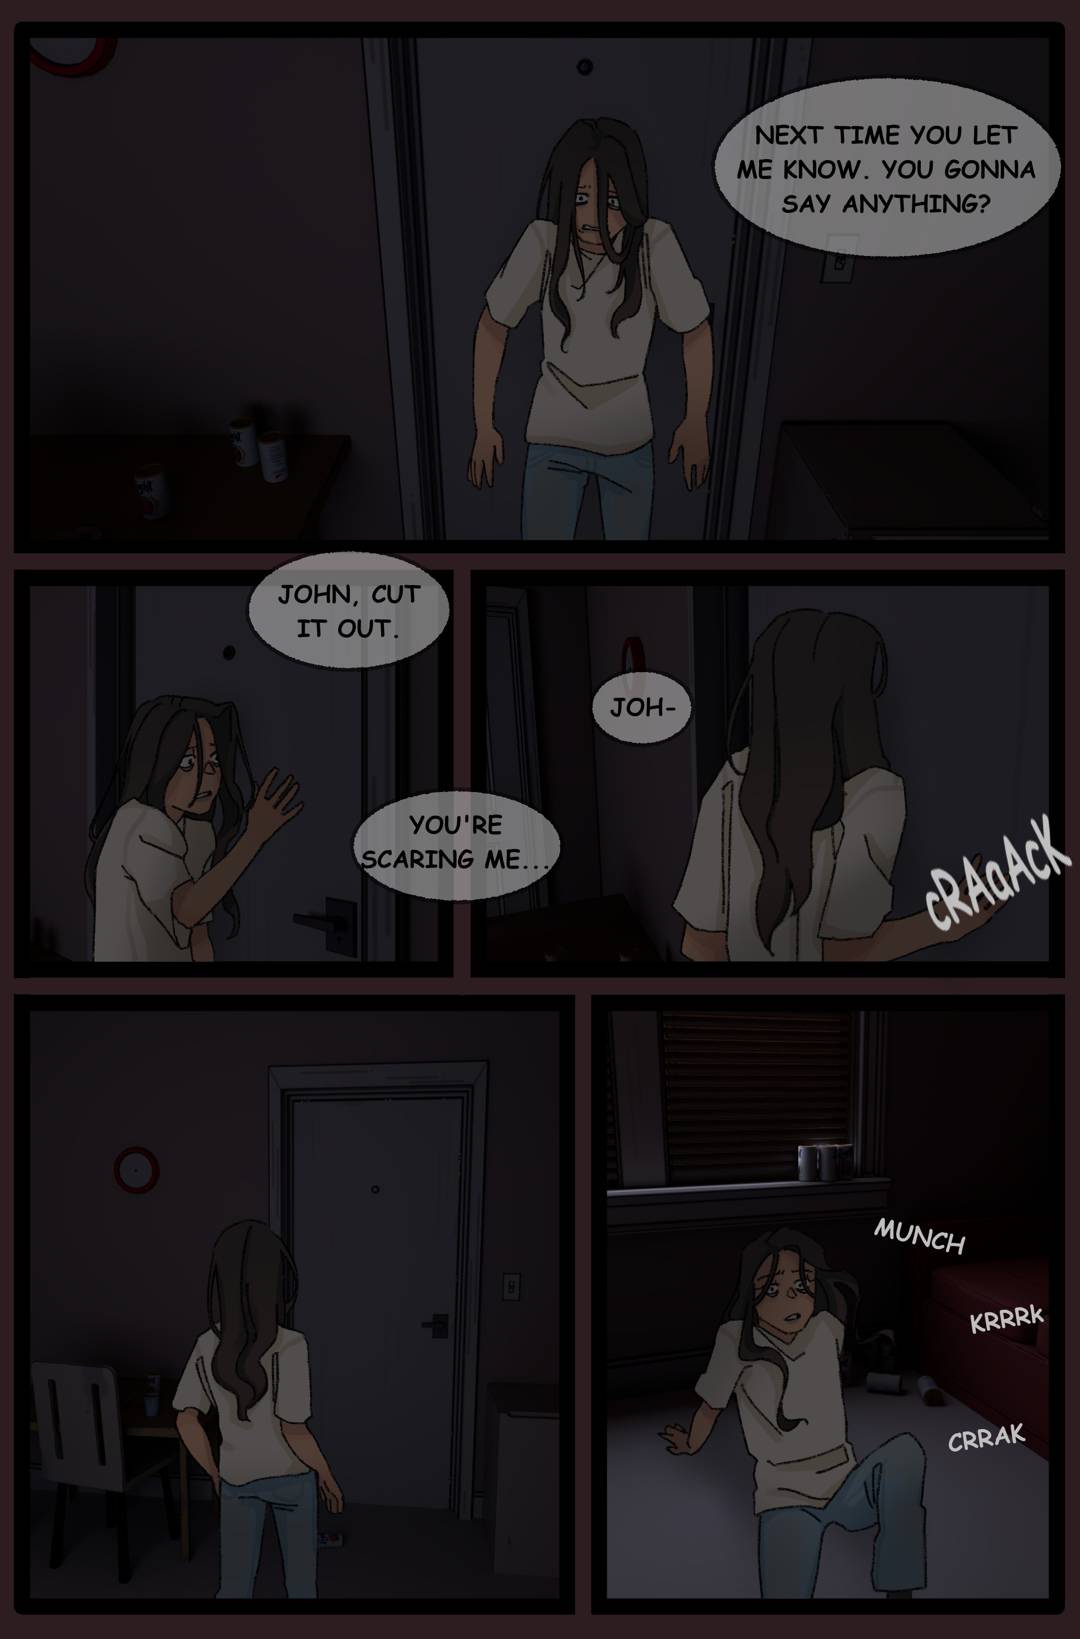 NEXT TIME YOU LET
ME KNOW. YOU GONNA
SAY ANYTHING?
JOHN, CUT
IT OUT.
YOU'RE
SCARING ME...
JOH-
cRAaAcK
MUNCH
KRRRk
CRRAK